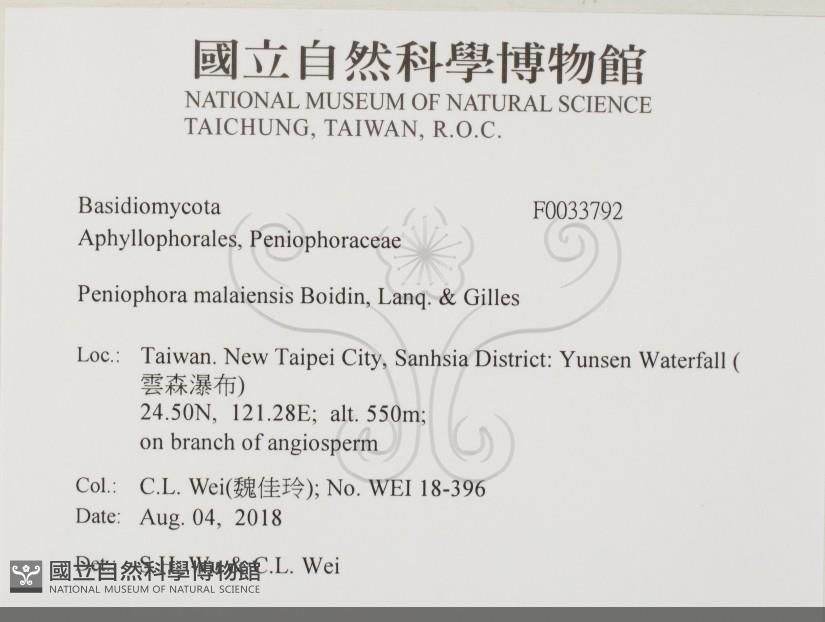 國立自然科學博物館
NATIONAL MUSEUM OF NATURAL SCIENCE
TAICHUNG, TAIWAN, R.O.C.
Basidiomycota F0033792
Aphyllophorales, Peniophoraceae
Peniophora malaiensis Boidin, Lanq. & Gilles
Loc.: Taiwan. New Taipei City, Sanhsia District: Yunsen Waterfall (
雲森瀑布)
24.50N, 121.28E; alt. 550m;
on branch of angiosperm
Col.: C.L. Wei(魏佳玲); No. WEI 18-396
Date: Aug. 04, 2018
Det.: S.H. Wu & C.L. Wei
國立自然科學博物館
NATIONAL MUSEUM OF NATURAL SCIENCE